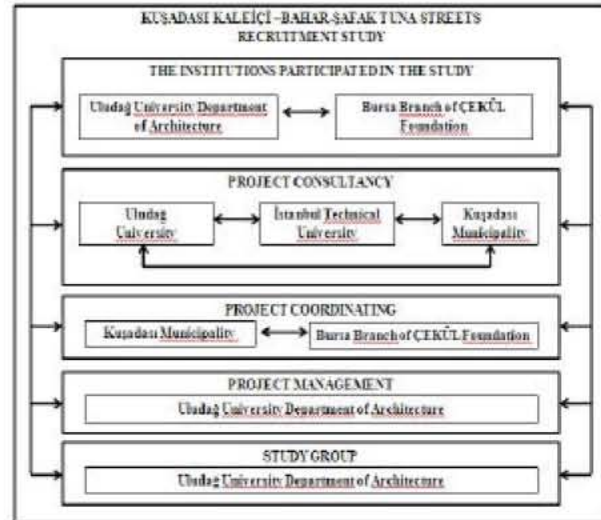 KUŞADASI KALEİÇİ –BAHAR-ŞAFAK TUNA STREETS
RECRUITMENT STUDY
THE INSTITUTIONS PARTICIPATED IN THE STUDY
Uludağ University Department
of Architecture
Bursa Branch of ÇEKÜL
Foundation
PROJECT CONSULTANCY
Uludağ
University
İstanbul Technical
University
Kuşadası
Municipality
PROJECT COORDINATING
Kuşadası Municipality
Bursa Branch of ÇEKÜL Foundation
PROJECT MANAGEMENT
Uludağ University Department of Architecture
STUDY GROUP
Uludağ University Department of Architecture